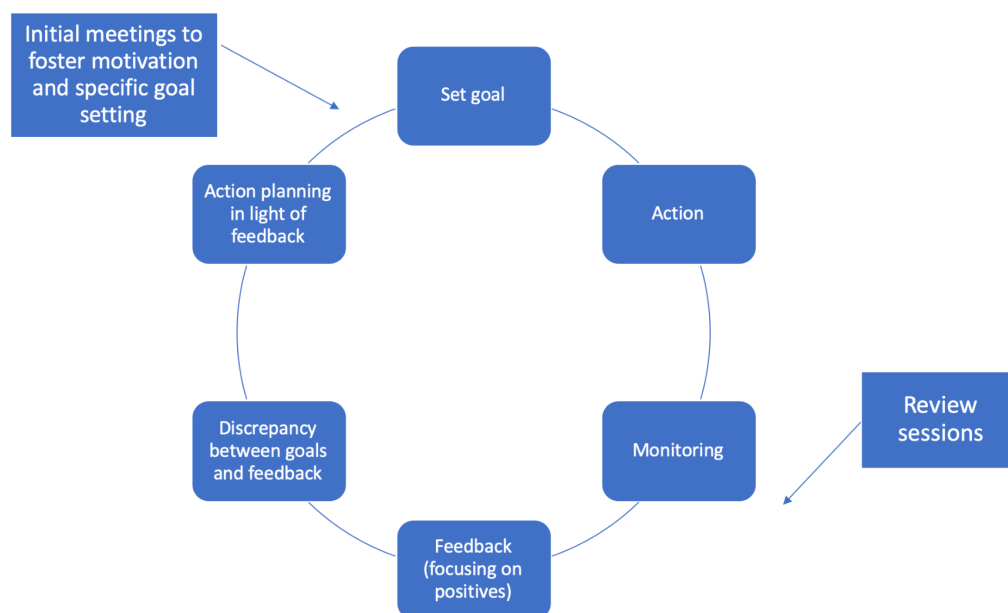 Initial meetings to
foster motivation
and specific goal
setting
Set goal
Action planning
in light of
feedback
Action
Discrepancy
between goals
and feedback
Monitoring
Review
sessions
Feedback
(focusing on
positives)